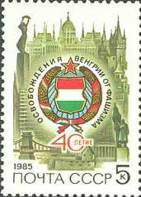 ОСВОБОЖДЕНИЯ ВЕНГРИИ ОТ ФАШИЗМА
40
ЛЕТИЕ
1985
5 К
ПОЧТА СССР